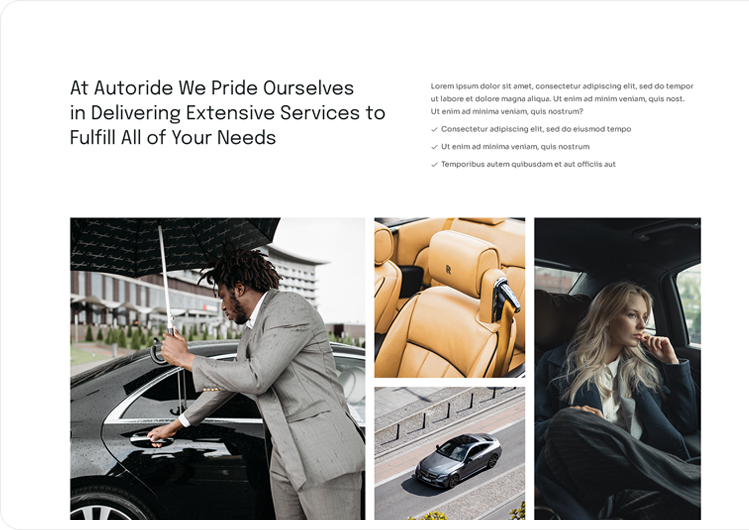 At Autoride We Pride Ourselves
in Delivering Extensive Services to
Fulfill All of Your Needs
Lorem ipsum dolor sit amet, consectetur adipiscing elit, sed do tempor
ut labore et dolore magna aliqua. Ut enim ad minim veniam, quis nost.
Ut enim ad minima veniam, quis nostrum?
Consectetur adipiscing elit, sed do eiusmod tempo
Ut enim ad minima veniam, quis nostrum
Temporibus autem quibusdam et aut officiis aut
R